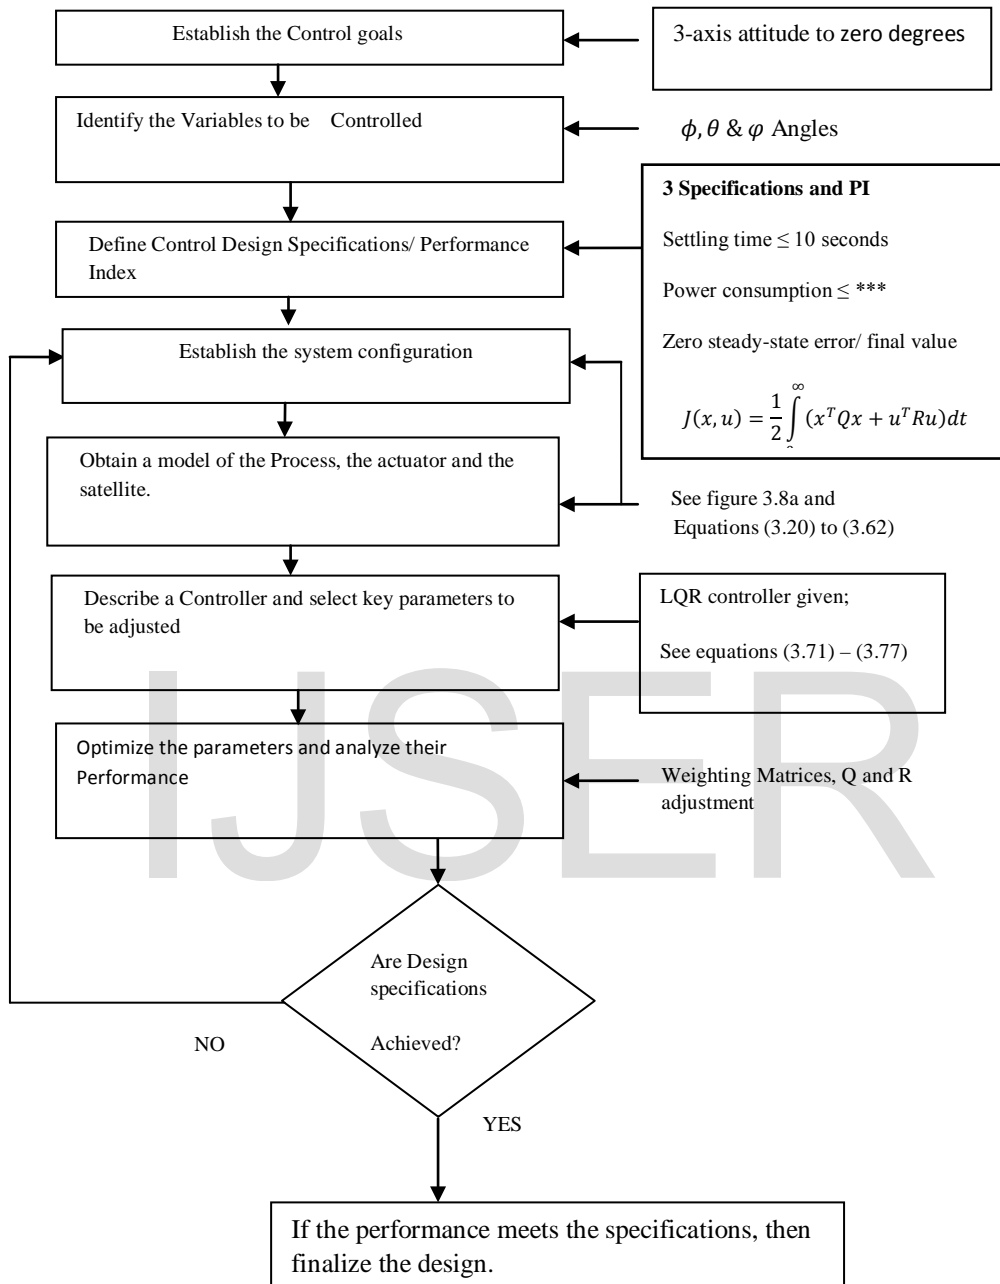 Establish the Control goals
3-axis attitude to zero degrees
Identify the Variables to be Controlled
ϕ, θ & φ Angles
3 Specifications and PI
Settling time ≤ 10 seconds
Power consumption ≤ ***
Zero steady-state error/ final value
J(x, u) = 1/2 ∫ ∞ (x^T Qx + u^T Ru)dt
Define Control Design Specifications/ Performance
Index
Establish the system configuration
Obtain a model of the Process, the actuator and the
satellite.
See figure 3.8a and
Equations (3.20) to (3.62)
Describe a Controller and select key parameters to
be adjusted
LQR controller given;
See equations (3.71) – (3.77)
Optimize the parameters and analyze their
Performance
Weighting Matrices, Q and R
adjustment
IJSER
Are Design
specifications
Achieved?
NO
YES
If the performance meets the specifications, then
finalize the design.